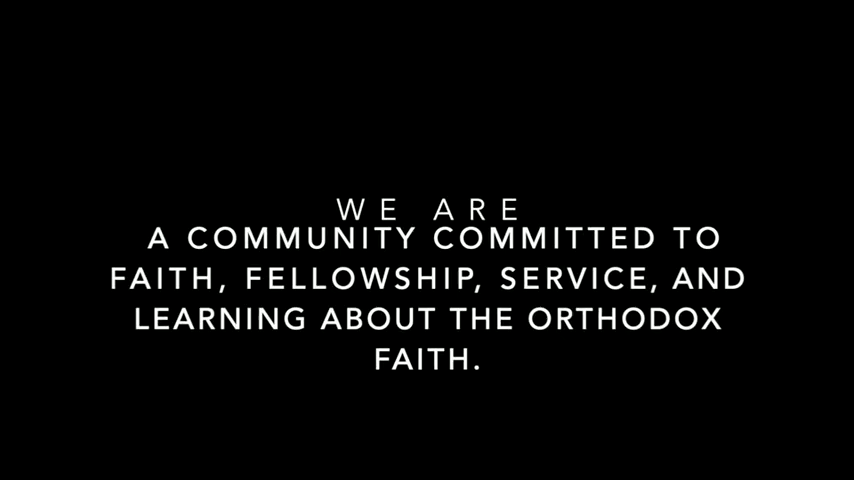 WE ARE
A COMMUNITY COMMITTED TO
FAITH, FELLOWSHIP, SERVICE, AND
LEARNING ABOUT THE ORTHODOX
FAITH.